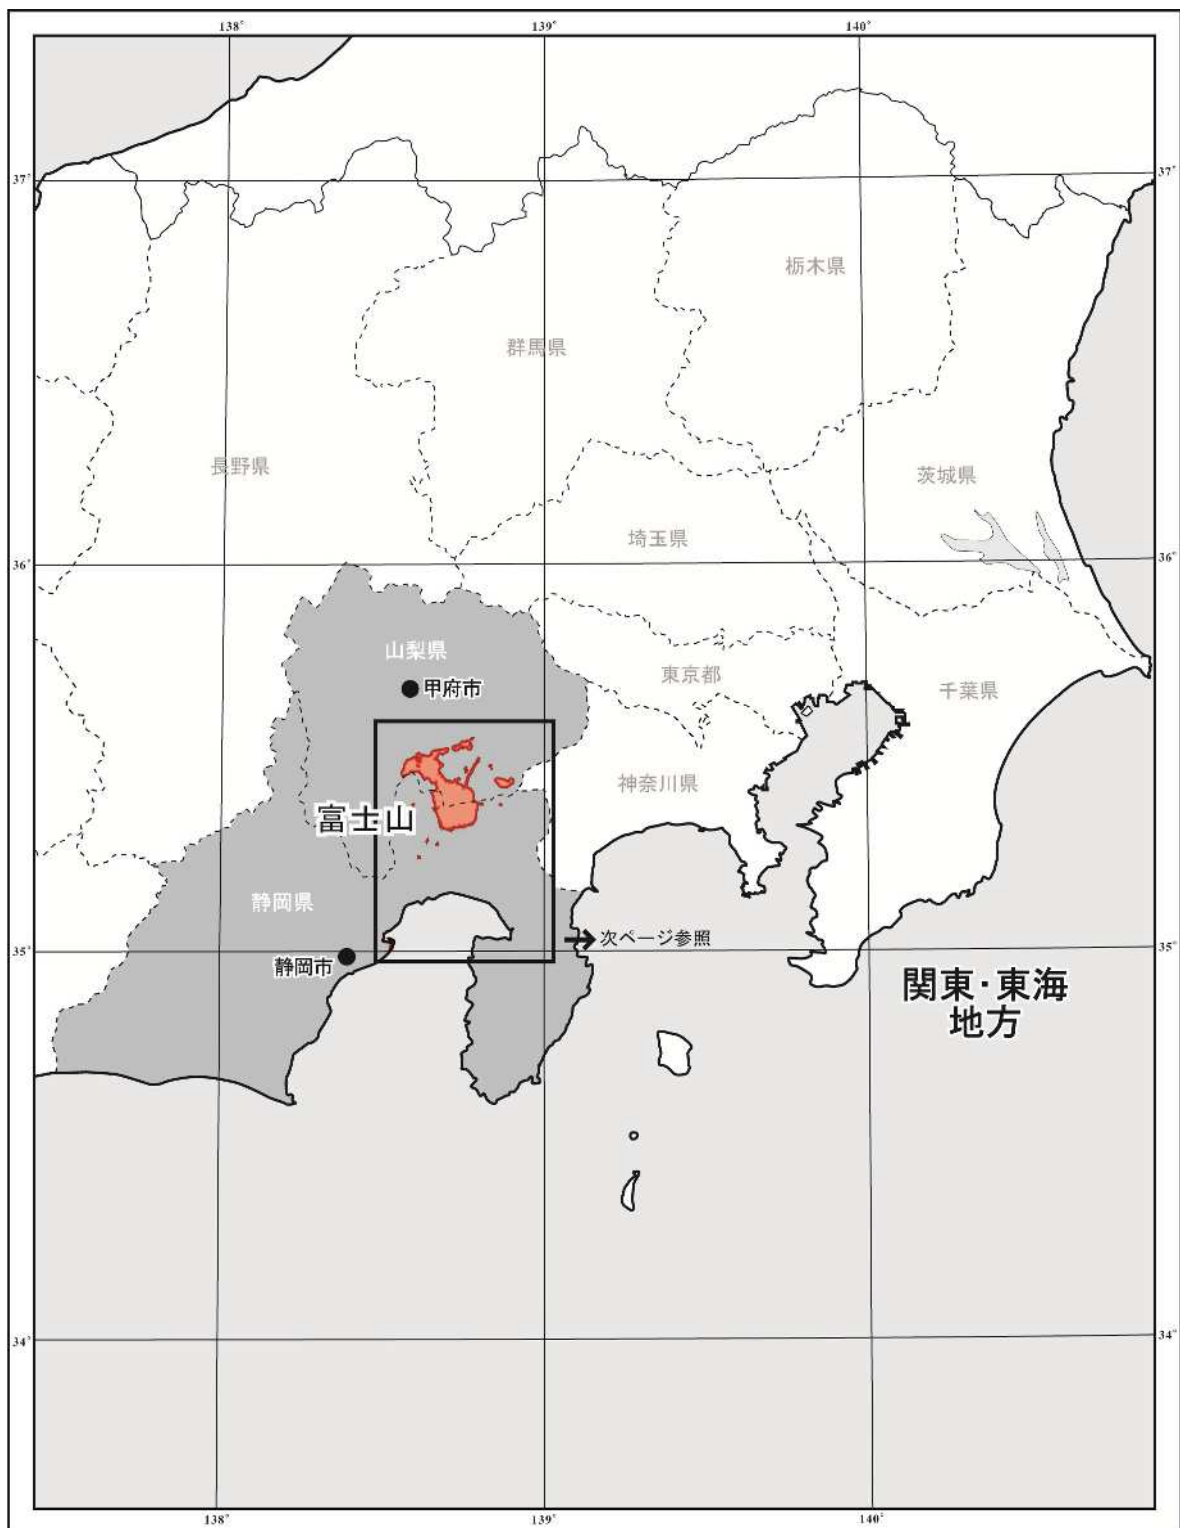 138°
139°
140°
37°
37°
栃木県
群馬県
長野県
茨城県
埼玉県
36°
36°
山梨県
東京都
甲府市
千葉県
神奈川県
富士山
静岡県
次ページ参照
35°
35°
静岡市
関東・東海
地方
34°
34°
138°
139°
140°